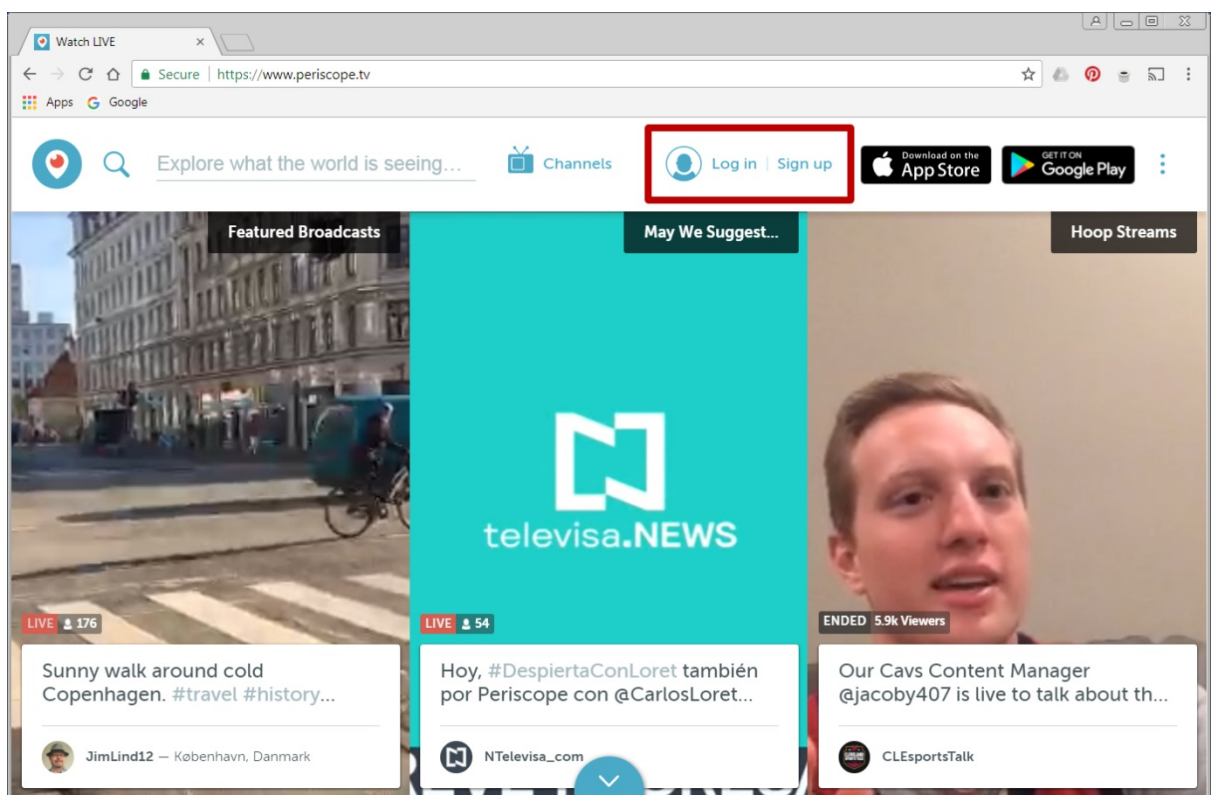 Watch LIVE
Secure | https://www.periscope.tv
Apps Google
Explore what the world is seeing...
Channels
Log in | Sign up
Download on the
App Store
GET IT ON
Google Play
Featured Broadcasts
May We Suggest...
Hoop Streams
televisa.NEWS
LIVE 176
LIVE 54
ENDED 5.9k Viewers
Sunny walk around cold
Copenhagen. #travel #history...
JimLind12 — København, Danmark
Hoy, #DespiertaConLoret también
por Periscope con @CarlosLoret...
NTelevisa_com
Our Cavs Content Manager
@jacoby407 is live to talk about th...
CLEsportsTalk